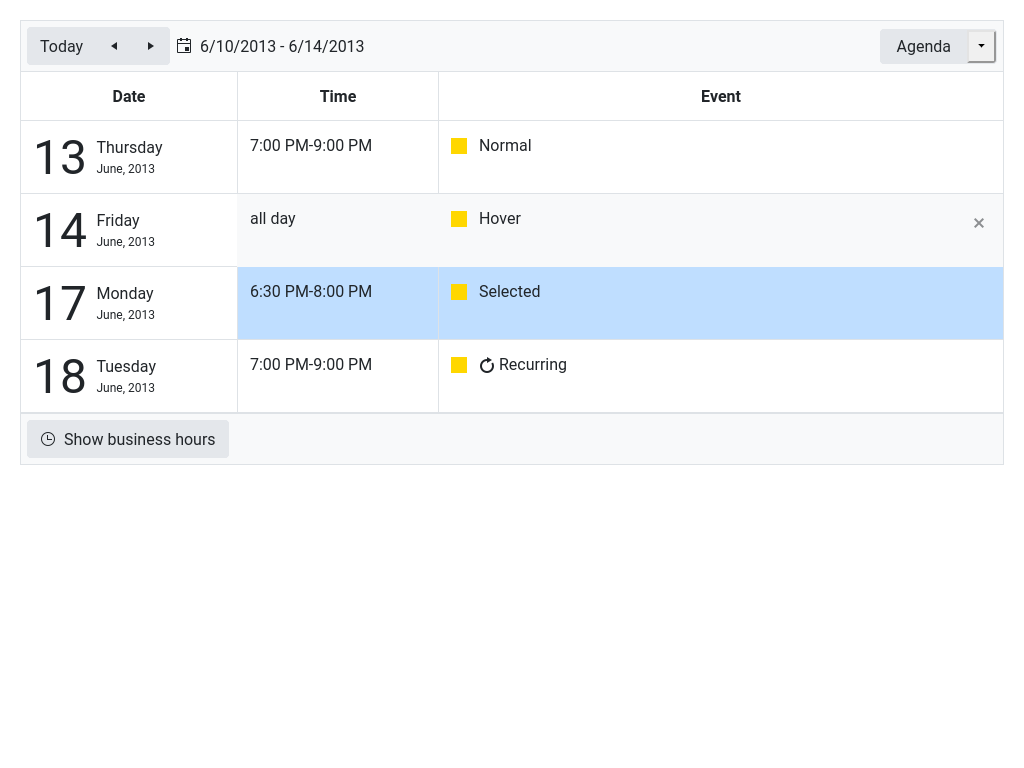 Today 6/10/2013 - 6/14/2013 Agenda
Date Time Event
13 Thursday June, 2013 7:00 PM-9:00 PM Normal
14 Friday June, 2013 all day Hover
17 Monday June, 2013 6:30 PM-8:00 PM Selected
18 Tuesday June, 2013 7:00 PM-9:00 PM Recurring
Show business hours